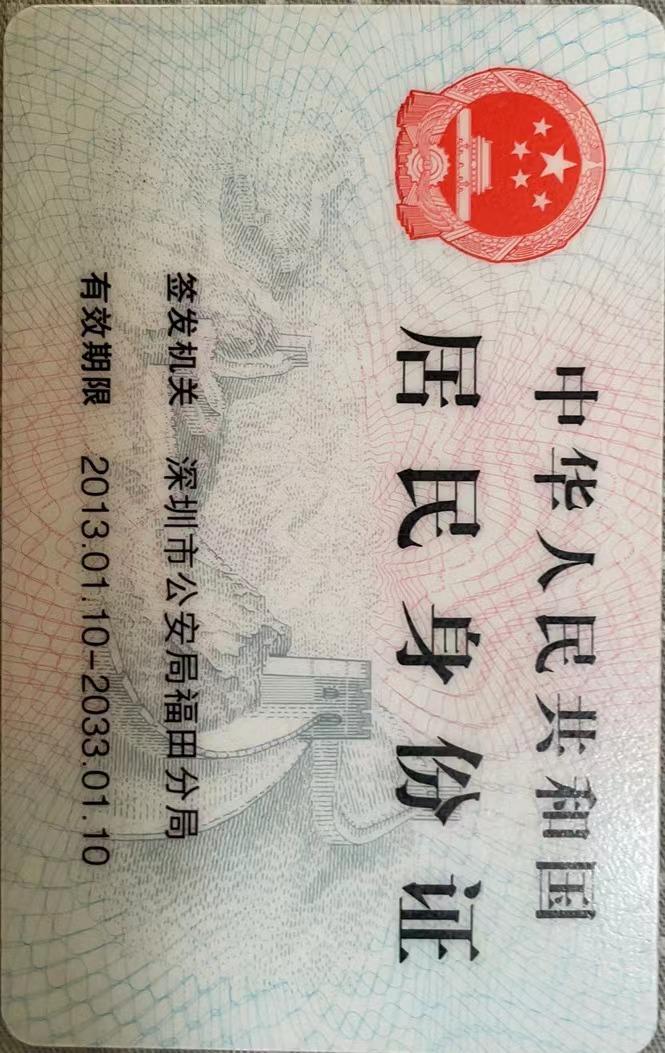 中华人民共和国
居民身份证
签发机关 深圳市公安局福田分局
有效期限 2013.01.10-2033.01.10